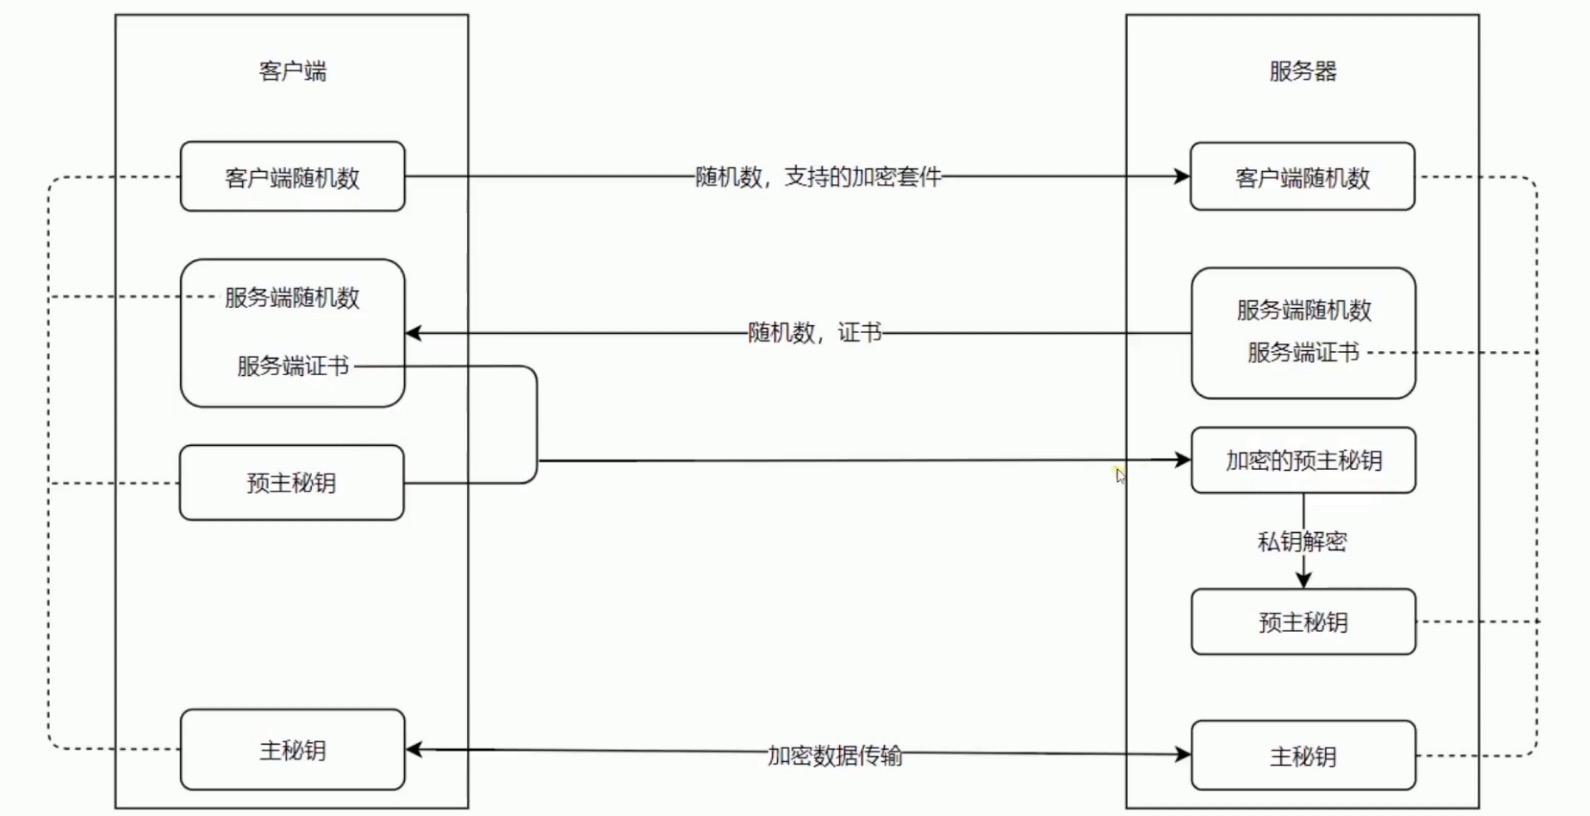 客户端
服务器
客户端随机数
随机数，支持的加密套件
客户端随机数
服务端随机数
服务端证书
随机数，证书
服务端随机数
服务端证书
预主秘钥
加密的预主秘钥
私钥解密
预主秘钥
主秘钥
加密数据传输
主秘钥